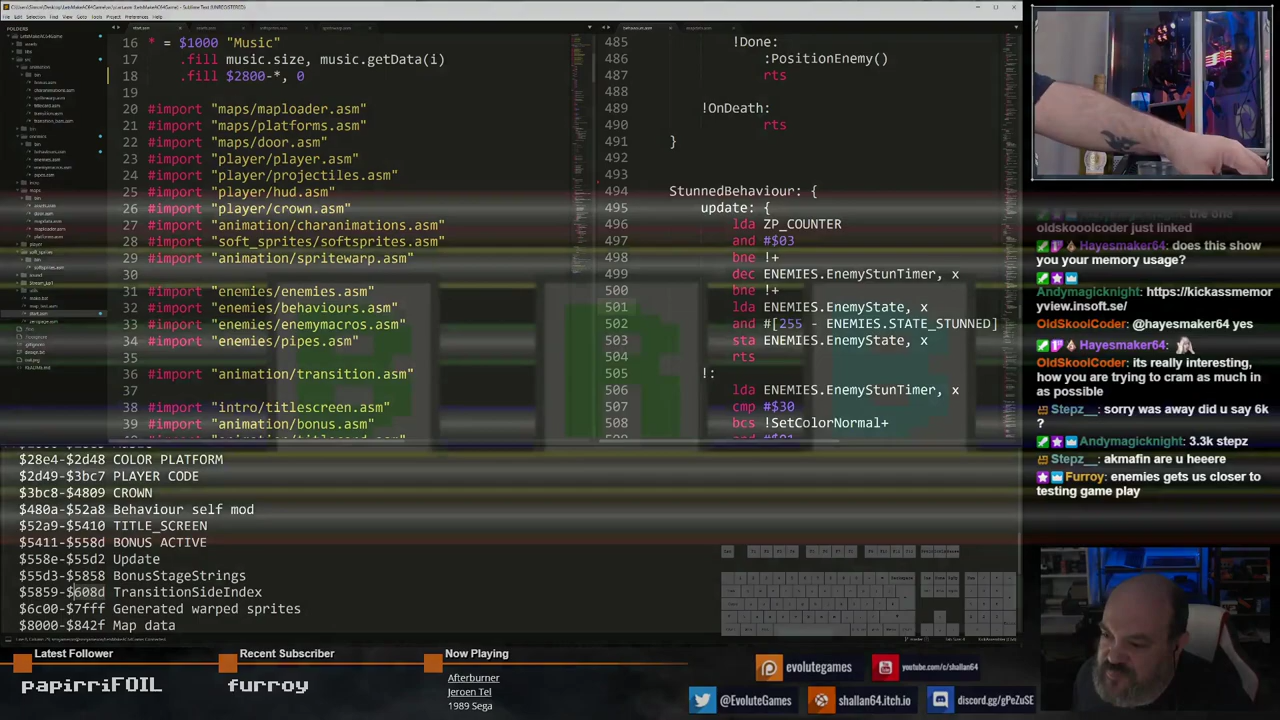 16 * = $1000 "Music"
17 .fill music.size, music.getData(i)
18 .fill $2800-*, 0
19
20 #import "maps/maploader.asm"
21 #import "maps/platforms.asm"
22 #import "maps/door.asm"
23 #import "player/player.asm"
24 #import "player/projectiles.asm"
25 #import "player/hud.asm"
26 #import "player/crown.asm"
27 #import "animation/charanimations.asm"
28 #import "soft_sprites/softsprites.asm"
29 #import "animation/spritewarp.asm"
30
31 #import "enemies/enemies.asm"
32 #import "enemies/behaviours.asm"
33 #import "enemies/enemymacros.asm"
34 #import "enemies/pipes.asm"
35
36 #import "animation/transition.asm"
37
38 #import "intro/titlescreen.asm"
39 #import "animation/bonus.asm"
485 !Done:
486 :PositionEnemy()
487 rts
488
489 !OnDeath:
490 rts
491 }
492
493
494 StunnedBehaviour: {
495 update: {
496 lda ZP_COUNTER
497 and #$03
498 bne !+
499 dec ENEMIES.EnemyStunTimer, x
500 bne !+
501 lda ENEMIES.EnemyState, x
502 and #[255 - ENEMIES.STATE_STUNNED]
503 sta ENEMIES.EnemyState, x
504 rts
505 !:
506 lda ENEMIES.EnemyStunTimer, x
507 cmp #$30
508 bcs !SetColorNormal+
$28e4-$2d48 COLOR PLATFORM
$2d49-$3bc7 PLAYER CODE
$3bc8-$4809 CROWN
$480a-$52a8 Behaviour self mod
$52a9-$5410 TITLE_SCREEN
$5411-$558d BONUS ACTIVE
$558e-$55d2 Update
$55d3-$5858 BonusStageStrings
$5859-$608d TransitionSideIndex
$6c00-$7fff Generated warped sprites
$8000-$842f Map data
oldskooolcoder just linked
Hayesmaker64: does this show
you your memory usage?
Andymagicknight: https://kickassmemor
yview.insoft.se/
OldSkoolCoder: @hayesmaker64 yes
Hayesmaker64:
OldSkoolCoder: its really interesting,
how you are trying to cram as much in
as possible
Stepz__: sorry was away did u say 6k
?
Andymagicknight: 3.3k stepz
Stepz__: akmafin are u heeere
Furroy: enemies gets us closer to
testing game play
Latest Follower
papirriFOIL
Recent Subscriber
furroy
Now Playing
Afterburner
Jeroen Tel
1989 Sega
evolutegames
youtube.com/c/shallan64
@EvoluteGames
shallan64.itch.io
discord.gg/gPeZuSE